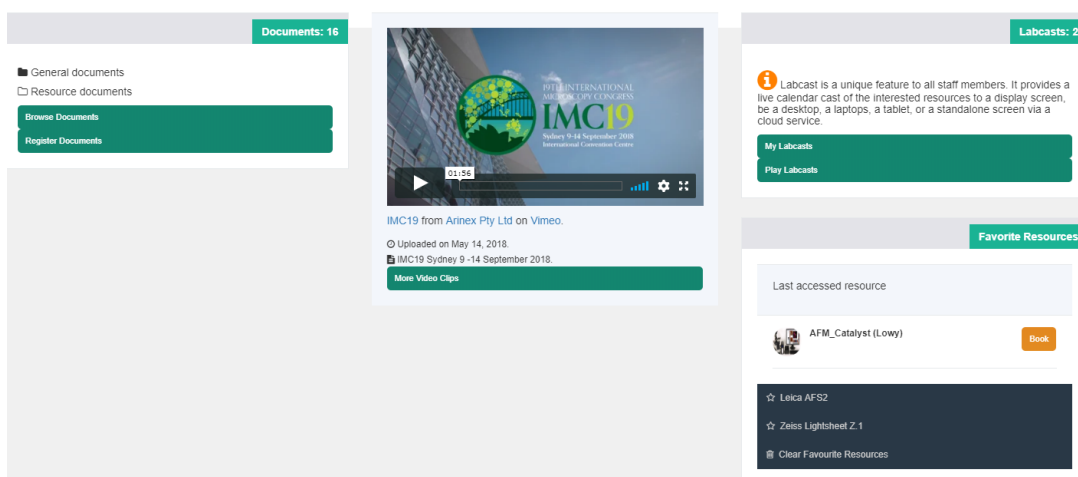 Documents: 16
General documents
Resource documents
Browse Documents
Register Documents
19TH INTERNATIONAL
MICROSCOPY CONGRESS
IMC19
Sydney 9-14 September 2018
International Convention Centre
01:56
IMC19 from Arinex Pty Ltd on Vimeo.
Uploaded on May 14, 2018.
IMC19 Sydney 9 -14 September 2018.
More Video Clips
Labcasts: 2
Labcast is a unique feature to all staff members. It provides a
live calendar cast of the interested resources to a display screen,
be a desktop, a laptops, a tablet, or a standalone screen via a
cloud service.
My Labcasts
Play Labcasts
Favorite Resources
Last accessed resource
AFM_Catalyst (Lowy)
Book
Leica AFS2
Zeiss Lightsheet Z.1
Clear Favourite Resources